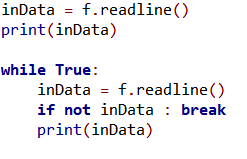 inData = f.readline()
print(inData)
while True:
    inData = f.readline()
    if not inData : break
    print(inData)